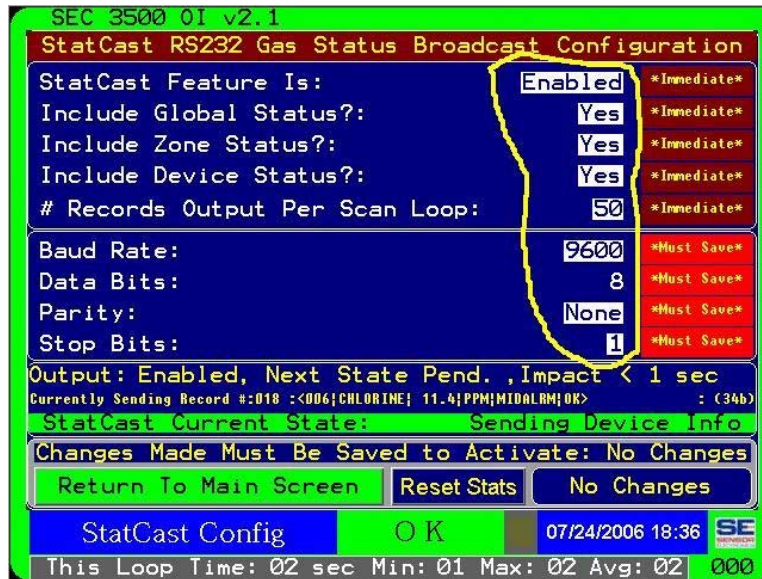 SEC 3500 OI v2.1
StatCast RS232 Gas Status Broadcast Configuration
StatCast Feature Is: Enabled *Immediate*
Include Global Status?: Yes *Immediate*
Include Zone Status?: Yes *Immediate*
Include Device Status?: Yes *Immediate*
# Records Output Per Scan Loop: 50 *Immediate*
Baud Rate: 9600 *Must Save*
Data Bits: 8 *Must Save*
Parity: None *Must Save*
Stop Bits: 1 *Must Save*
Output: Enabled, Next State Pend. ,Impact < 1 sec
Currently Sending Record #:018 :<006¦CHLORINE¦ 11.4¦PPM¦MIDALRM¦OK> : (34b)
StatCast Current State: Sending Device Info
Changes Made Must Be Saved to Activate: No Changes
Return To Main Screen Reset Stats No Changes
StatCast Config OK 07/24/2006 18:36 SE
SENSOR
This Loop Time: 02 sec Min: 01 Max: 02 Avg: 02 000